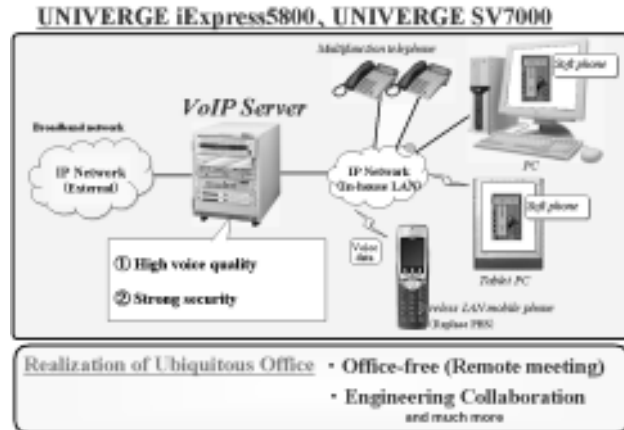 UNIVERGE iExpress5800、UNIVERGE SV7000
Multifunction telephone
Soft phone
VoIP Server
Broadband network
IP Network
(External)
IP Network
(In-house LAN)
PC
Soft phone
① High voice quality
② Strong security
Voice
data
Tablet PC
Wireless LAN mobile phone
(Replace PHS)
Realization of Ubiquitous Office
・Office-free (Remote meeting)
・Engineering Collaboration
and much more